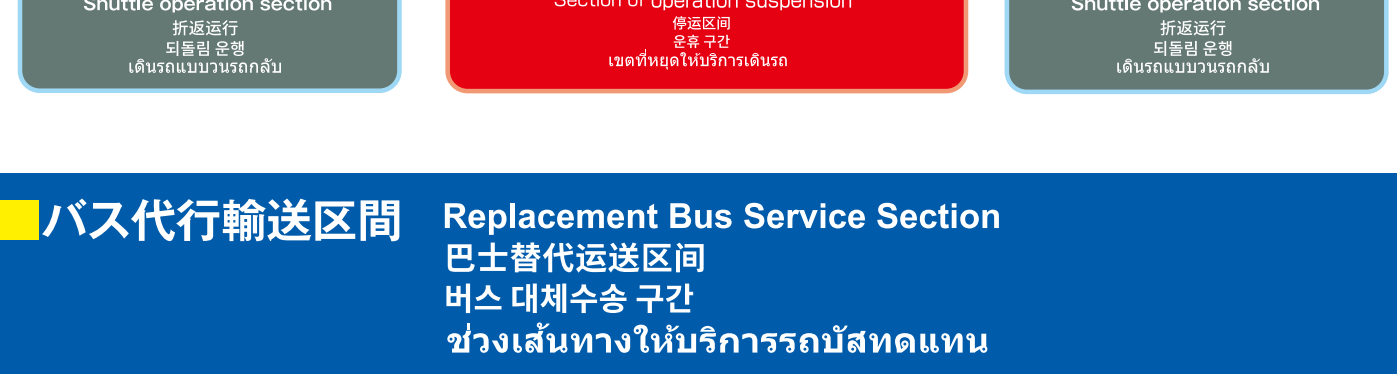 Shuttle operation section
折返运行
되돌림 운행
เดินรถแบบวนรถกลับ
Section of operation suspension
停运区间
운휴 구간
เขตที่หยุดให้บริการเดินรถ
Shuttle operation section
折返运行
되돌림 운행
เดินรถแบบวนรถกลับ
バス代行輸送区間
Replacement Bus Service Section
巴士替代运送区间
버스 대체수송 구간
ช่วงเส้นทางให้บริการรถบัสทดแทน